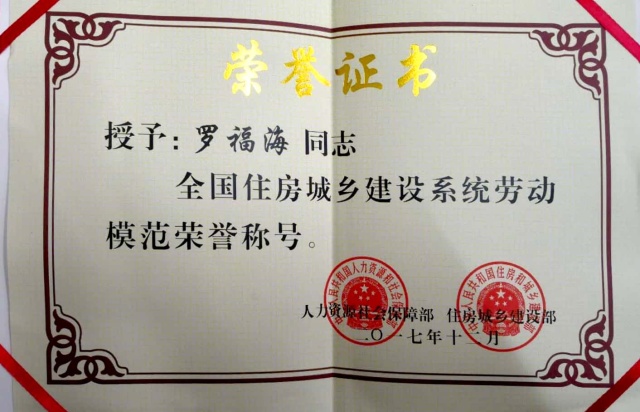 荣誉证书
授予：罗福海 同志
全国住房城乡建设系统劳动
模范荣誉称号。
人力资源社会保障部 住房城乡建设部
二〇一七年十二月